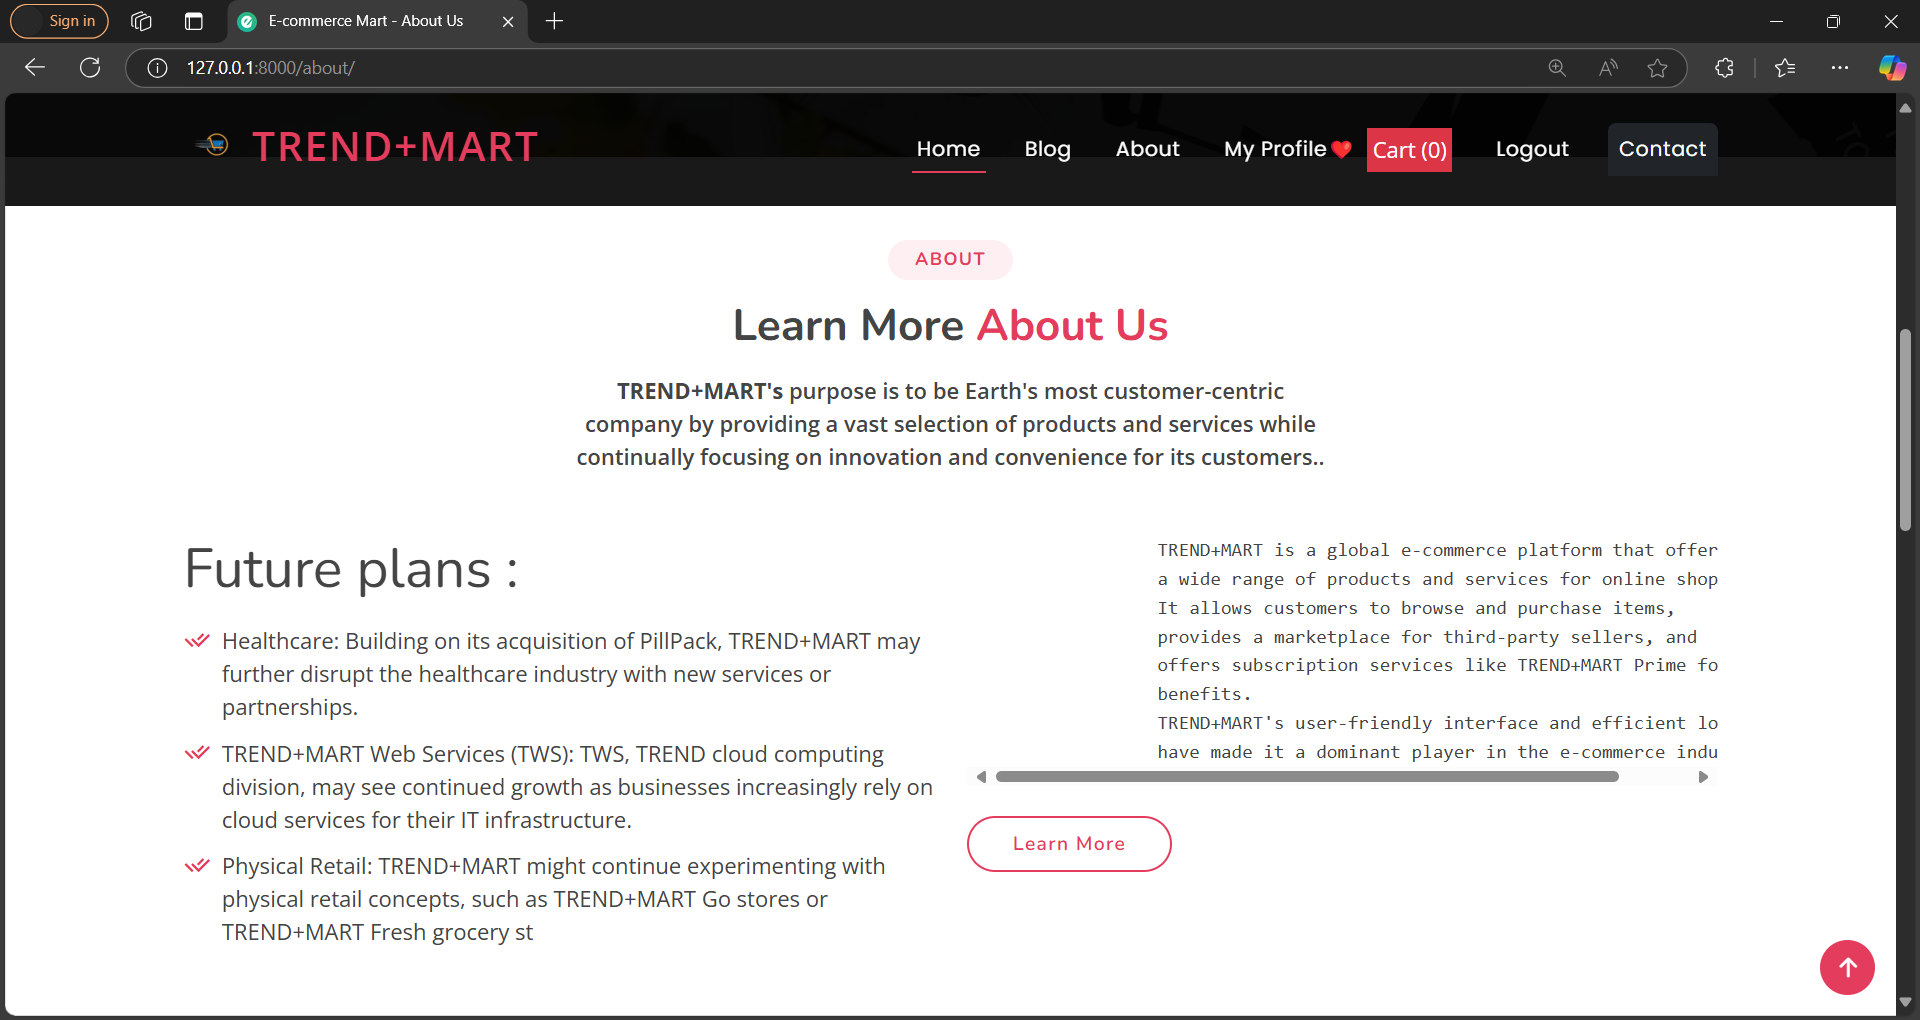 Sign in
E-commerce Mart - About Us
127.0.0.1:8000/about/
TREND+MART
Home Blog About My Profile❤️ Cart (0) Logout Contact
ABOUT
Learn More About Us
TREND+MART's purpose is to be Earth's most customer-centric
company by providing a vast selection of products and services while
continually focusing on innovation and convenience for its customers..
Future plans :
Healthcare: Building on its acquisition of PillPack, TREND+MART may
further disrupt the healthcare industry with new services or
partnerships.
TREND+MART Web Services (TWS): TWS, TREND cloud computing
division, may see continued growth as businesses increasingly rely on
cloud services for their IT infrastructure.
Physical Retail: TREND+MART might continue experimenting with
physical retail concepts, such as TREND+MART Go stores or
TREND+MART Fresh grocery st
TREND+MART is a global e-commerce platform that offer
a wide range of products and services for online shop
It allows customers to browse and purchase items,
provides a marketplace for third-party sellers, and
offers subscription services like TREND+MART Prime fo
benefits.
TREND+MART's user-friendly interface and efficient lo
have made it a dominant player in the e-commerce indu
Learn More